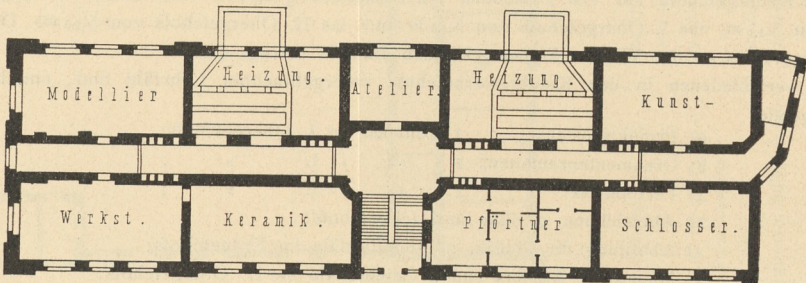 Modellier
Heizung.
Atelier.
Heizung.
Kunst-
Werkst.
Keramik.
Pförtner
Schlosser.